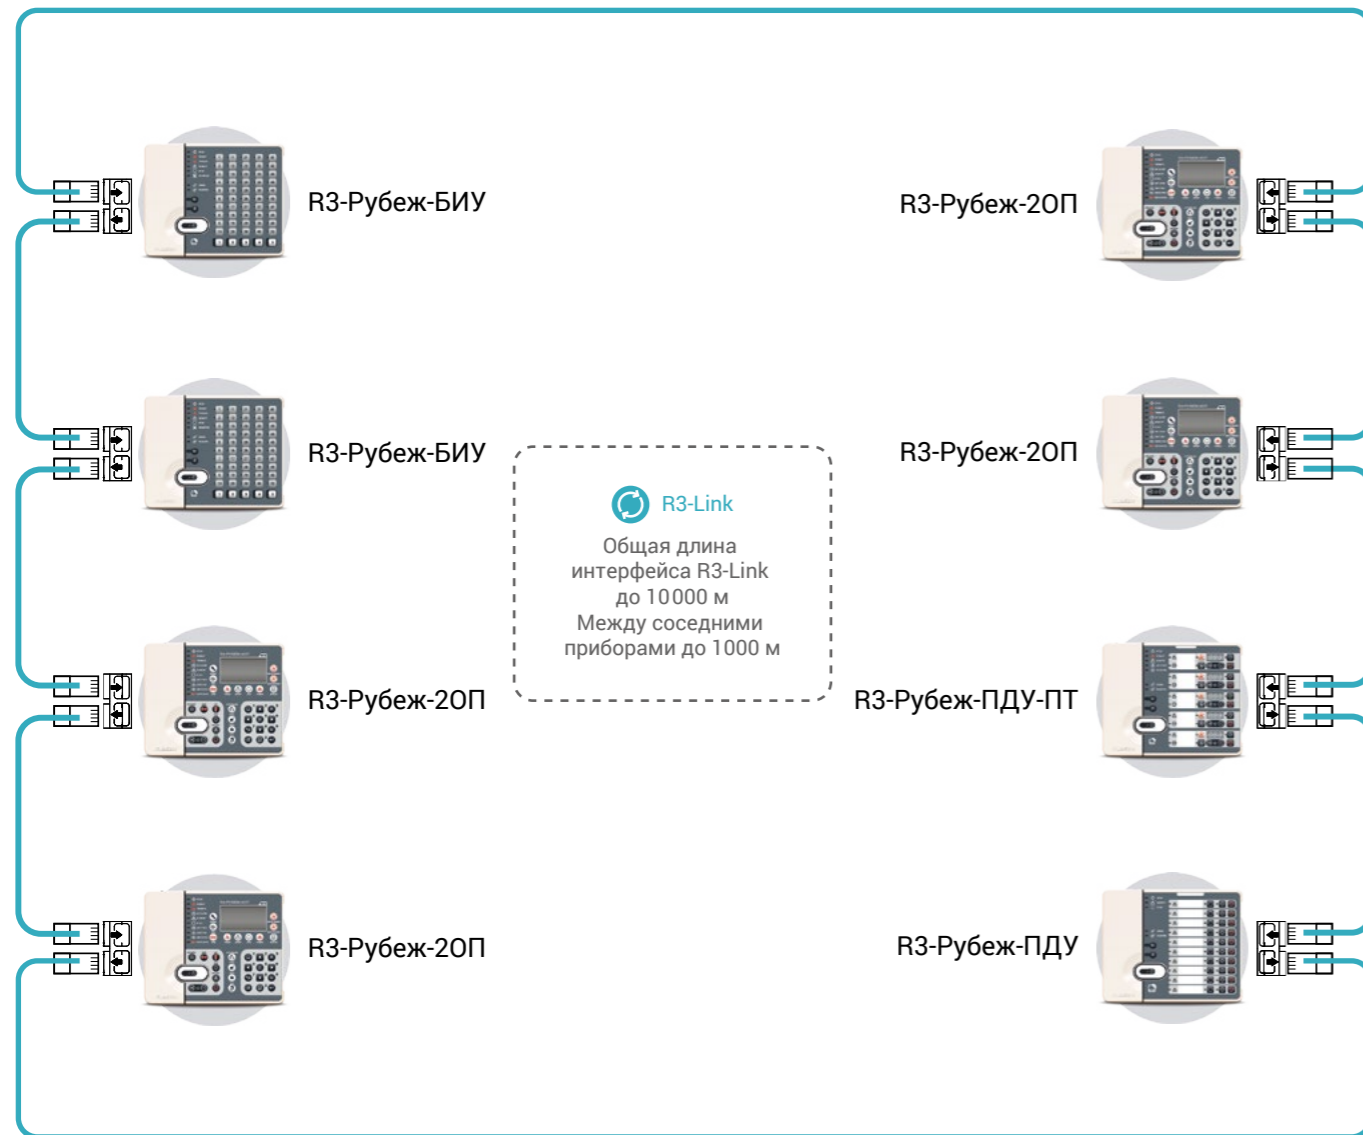 R3-Рубеж-БИУ
R3-Рубеж-2ОП
R3-Рубеж-БИУ
R3-Рубеж-2ОП
R3-Link
Общая длина
интерфейса R3-Link
до 10 000 м
Между соседними
приборами до 1000 м
R3-Рубеж-2ОП
R3-Рубеж-ПДУ-ПТ
R3-Рубеж-2ОП
R3-Рубеж-ПДУ